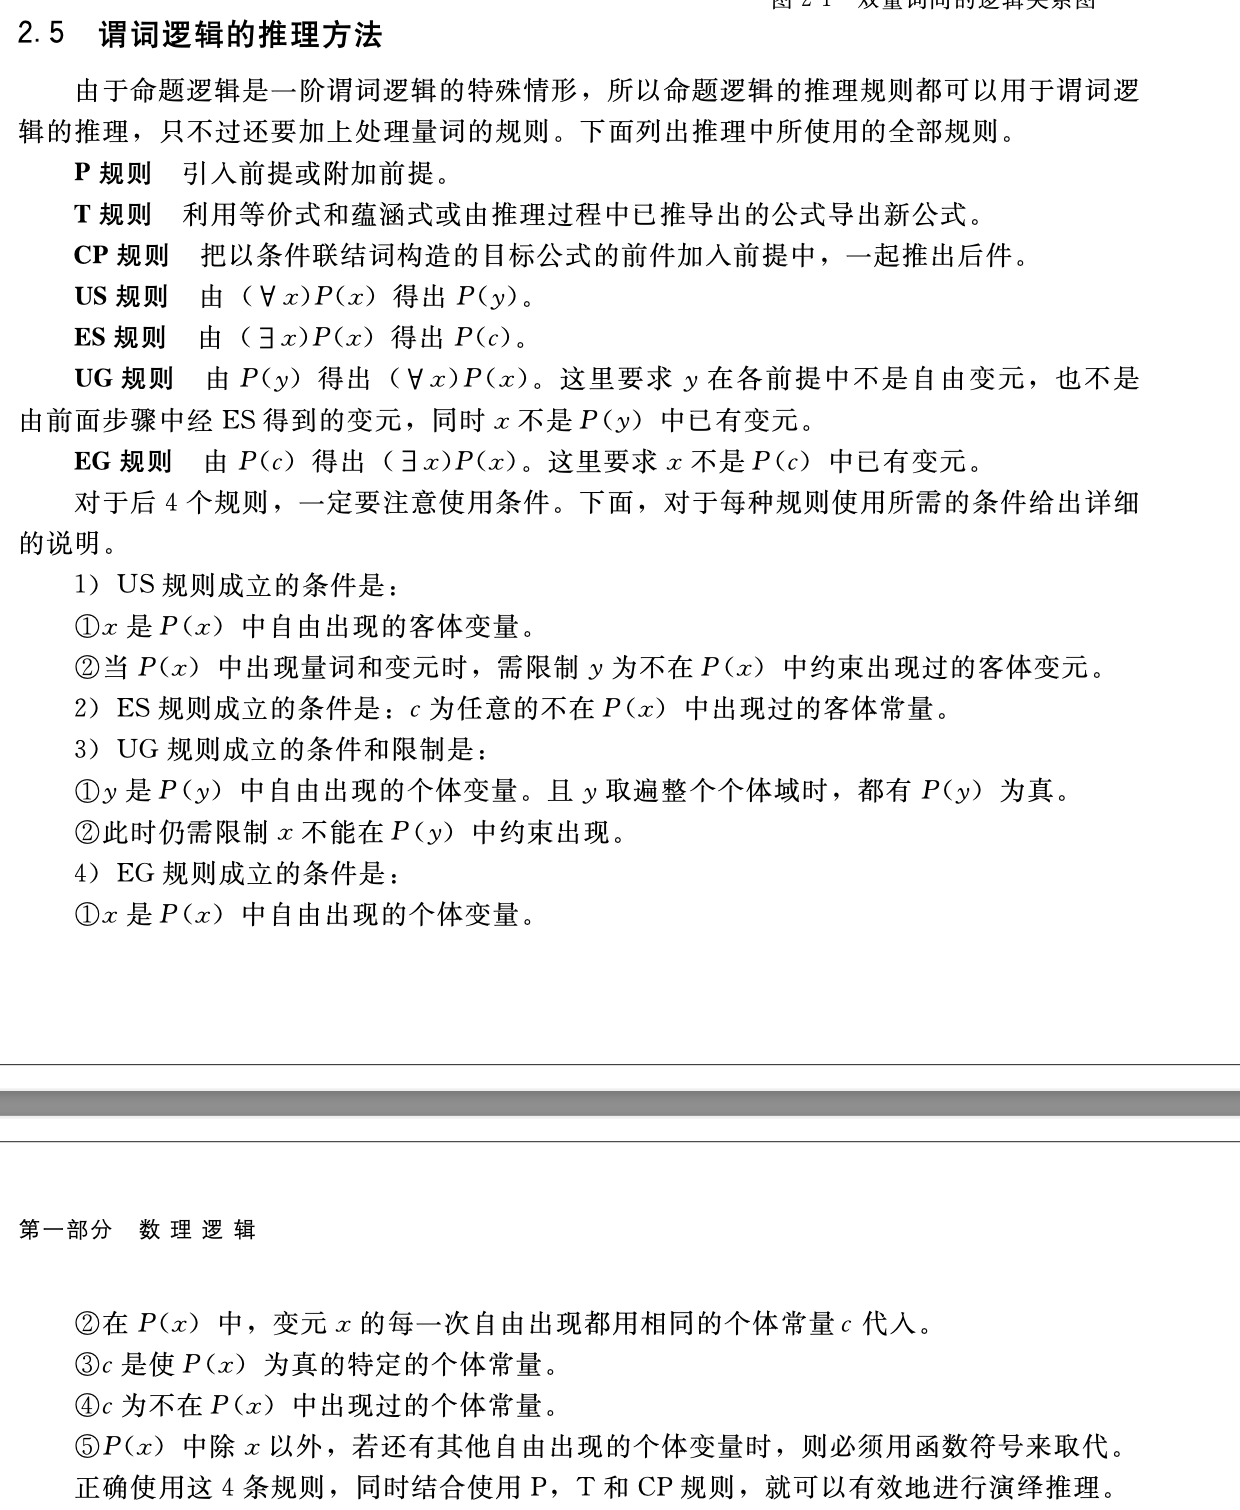 图 2-1 双量词间的逻辑关系图
2.5 谓词逻辑的推理方法
由于命题逻辑是一阶谓词逻辑的特殊情形，所以命题逻辑的推理规则都可以用于谓词逻
辑的推理，只不过还要加上处理量词的规则。下面列出推理中所使用的全部规则。
P 规则 引入前提或附加前提。
T 规则 利用等价式和蕴涵式或由推理过程中已推导出的公式导出新公式。
CP 规则 把以条件联结词构造的目标公式的前件加入前提中，一起推出后件。
US 规则 由（∀x)P(x）得出 P(y)。
ES 规则 由（∃x)P(x）得出 P(c)。
UG 规则 由 P(y）得出（∀x)P(x)。这里要求 y 在各前提中不是自由变元，也不是
由前面步骤中经 ES 得到的变元，同时 x 不是 P(y）中已有变元。
EG 规则 由 P(c）得出（∃x)P(x)。这里要求 x 不是 P(c）中已有变元。
对于后 4 个规则，一定要注意使用条件。下面，对于每种规则使用所需的条件给出详细
的说明。
1）US 规则成立的条件是：
①x 是 P(x）中自由出现的客体变量。
②当 P(x）中出现量词和变元时，需限制 y 为不在 P(x）中约束出现过的客体变元。
2）ES 规则成立的条件是：c 为任意的不在 P(x）中出现过的客体常量。
3）UG 规则成立的条件和限制是：
①y 是 P(y）中自由出现的个体变量。且 y 取遍整个个体域时，都有 P(y）为真。
②此时仍需限制 x 不能在 P(y）中约束出现。
4）EG 规则成立的条件是：
①x 是 P(x）中自由出现的个体变量。
第一部分 数 理 逻 辑
②在 P(x）中，变元 x 的每一次自由出现都用相同的个体常量 c 代入。
③c 是使 P(x）为真的特定的个体常量。
④c 为不在 P(x）中出现过的个体常量。
⑤P(x）中除 x 以外，若还有其他自由出现的个体变量时，则必须用函数符号来取代。
正确使用这 4 条规则，同时结合使用 P，T 和 CP 规则，就可以有效地进行演绎推理。